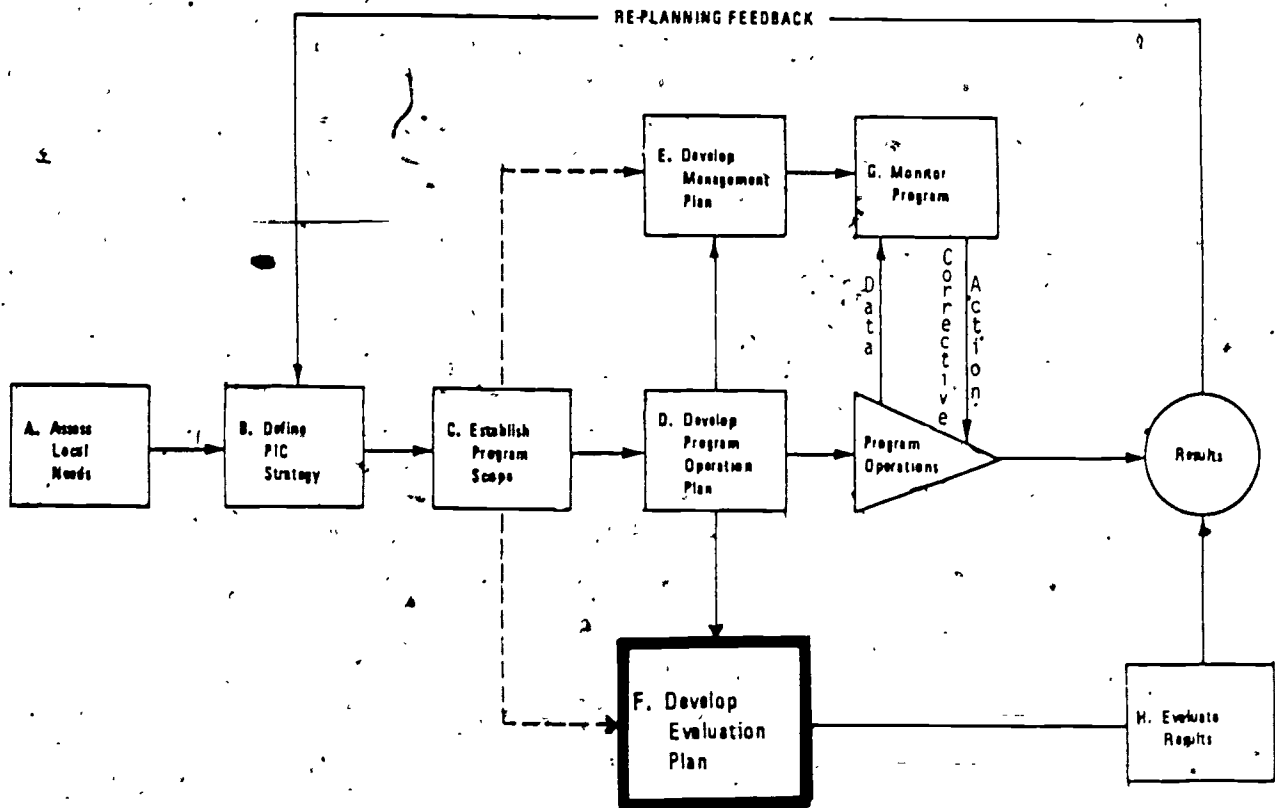 RE-PLANNING FEEDBACK
E. Develop
Management
Plan
G. Monitor
Program
Data
Corrective
Action
A. Assess
Local
Needs
B. Define
PIC
Strategy
C. Establish
Program
Scope
D. Develop
Program
Operation
Plan
Program
Operations
Results
F. Develop
Evaluation
Plan
H. Evaluate
Results